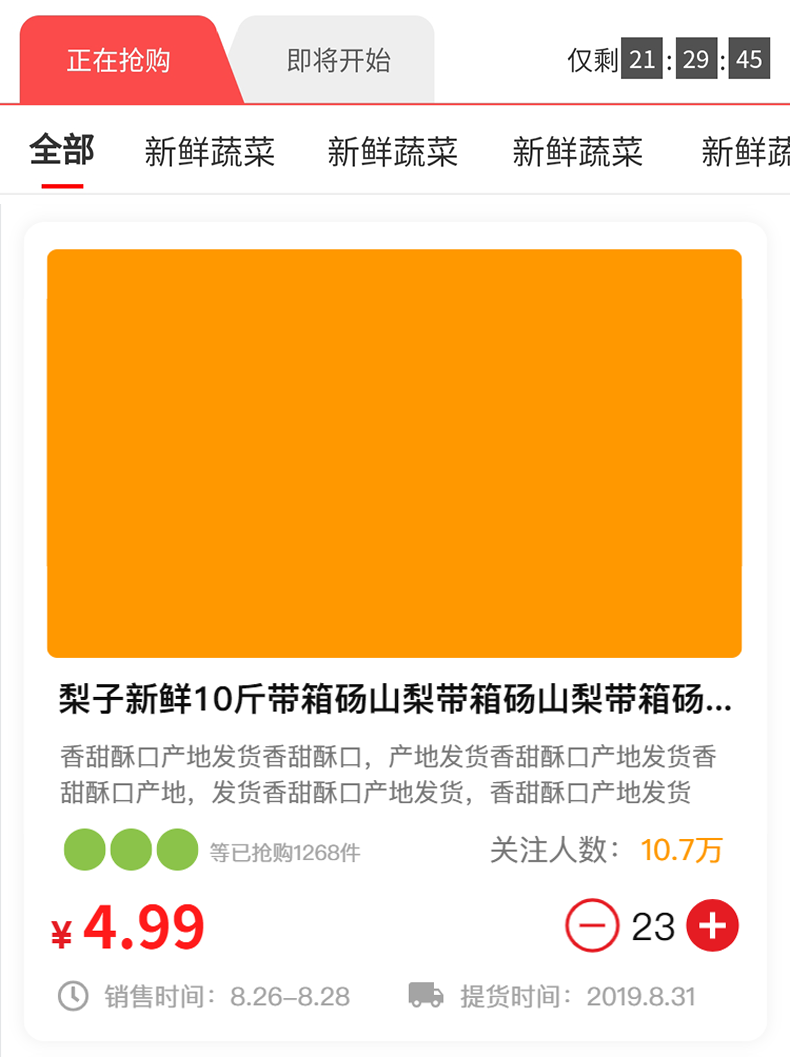 正在抢购 即将开始 仅剩 21 : 29 : 45
全部 新鲜蔬菜 新鲜蔬菜 新鲜蔬菜 新鲜蔬
梨子新鲜10斤带箱砀山梨带箱砀山梨带箱砀...
香甜酥口产地发货香甜酥口，产地发货香甜酥口产地发货香
甜酥口产地，发货香甜酥口产地发货，香甜酥口产地发货
等已抢购1268件 关注人数： 10.7万
¥ 4.99 23
销售时间：8.26-8.28 提货时间：2019.8.31